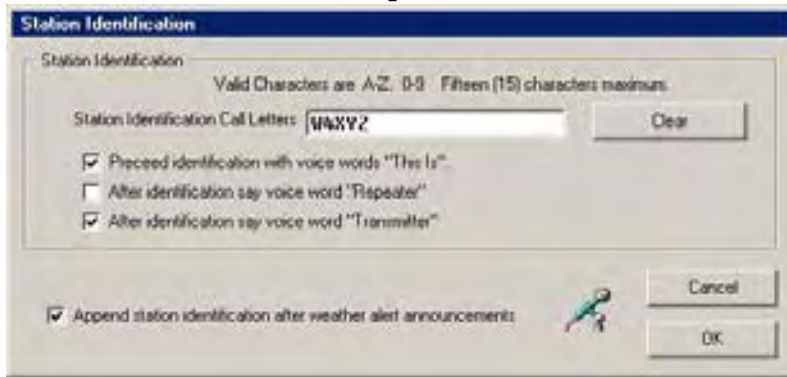 Station Identification
Station Identification
Valid Characters are A-Z, 0-9 Fifteen (15) characters maximum.
Station Identification Call Letters W4XYZ Clear
Preceed identification with voice words "This Is".
After identification say voice word "Repeater"
After identification say voice word "Transmitter"
Append station identification after weather alert announcements
Cancel
OK